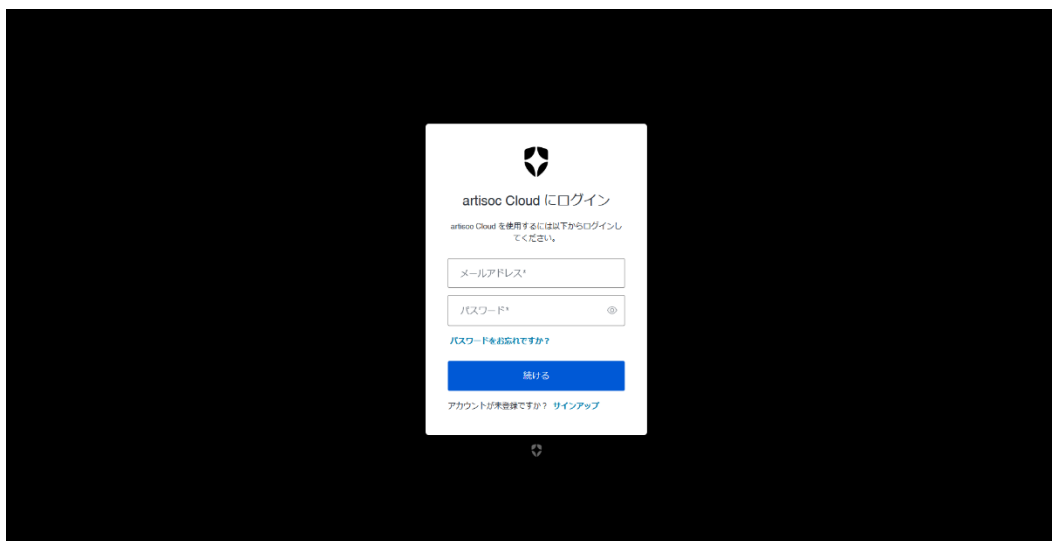 artisoc Cloud にログイン
artisoc Cloud を使用するには以下からログインし
てください。
メールアドレス*
パスワード*
パスワードをお忘れですか？
続ける
アカウントが未登録ですか？ サインアップ